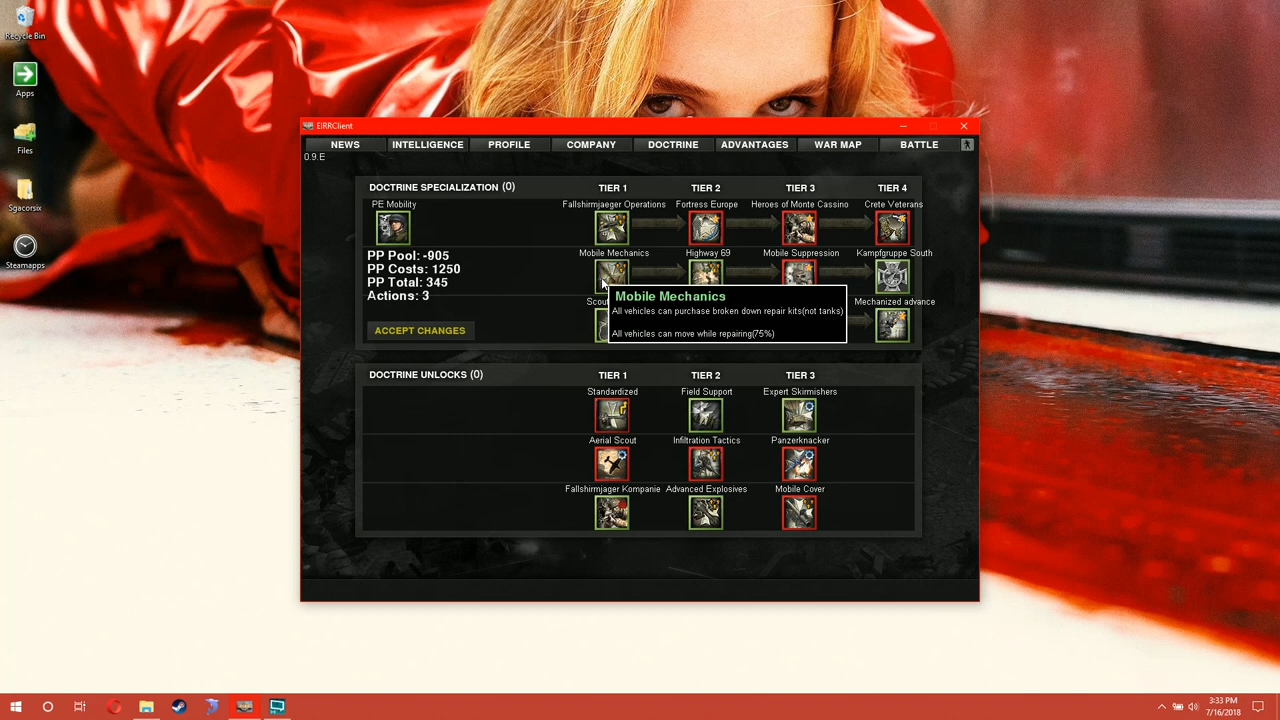 Recycle Bin
Apps
Files
Sgacorsix
Steamapps
EIRRClient
NEWS INTELLIGENCE PROFILE COMPANY DOCTRINE ADVANTAGES WAR MAP BATTLE
0.9.E
DOCTRINE SPECIALIZATION (0) TIER 1 TIER 2 TIER 3 TIER 4
PE Mobility Fallshirmjaeger Operations Fortress Europe Heroes of Monte Cassino Crete Veterans
Mobile Mechanics Highway 69 Mobile Suppression Kampfgruppe South
PP Pool: -905
PP Costs: 1250
PP Total: 345
Actions: 3
Scou
Mechanized advance
Mobile Mechanics
All vehicles can purchase broken down repair kits(not tanks)
All vehicles can move while repairing(75%)
ACCEPT CHANGES
DOCTRINE UNLOCKS (0) TIER 1 TIER 2 TIER 3
Standardized Field Support Expert Skirmishers
Aerial Scout Infiltration Tactics Panzerknacker
Fallshirmjager Kompanie Advanced Explosives Mobile Cover
3:33 PM
7/16/2018